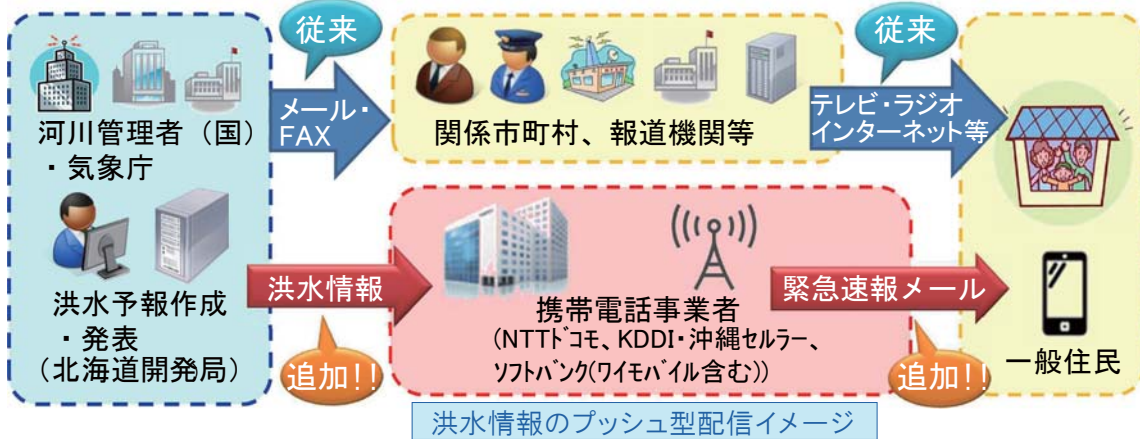 従来
メール・
FAX
河川管理者（国）
・気象庁
洪水予報作成
・発表
（北海道開発局）
関係市町村、報道機関等
従来
テレビ・ラジオ
インターネット等
洪水情報
追加!!
携帯電話事業者
(NTTﾄﾞｺﾓ、KDDI・沖縄セルラー、
ソフトバンク(ワイモバイル含む))
緊急速報メール
追加!!
一般住民
洪水情報のプッシュ型配信イメージ